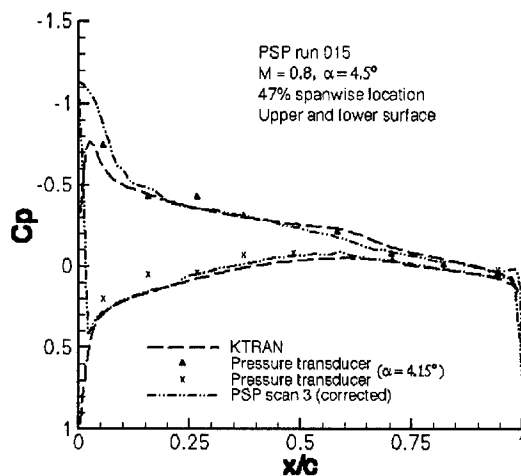 PSP run 015
M = 0.8, α=4.5°
47% spanwise location
Upper and lower surface
-1.5
-1
-0.5
0
0.5
1
Cp
KTRAN
Pressure transducer
Pressure transducer (α=4.15°)
PSP scan 3 (corrected)
0
0.25
0.5
0.75
x/c